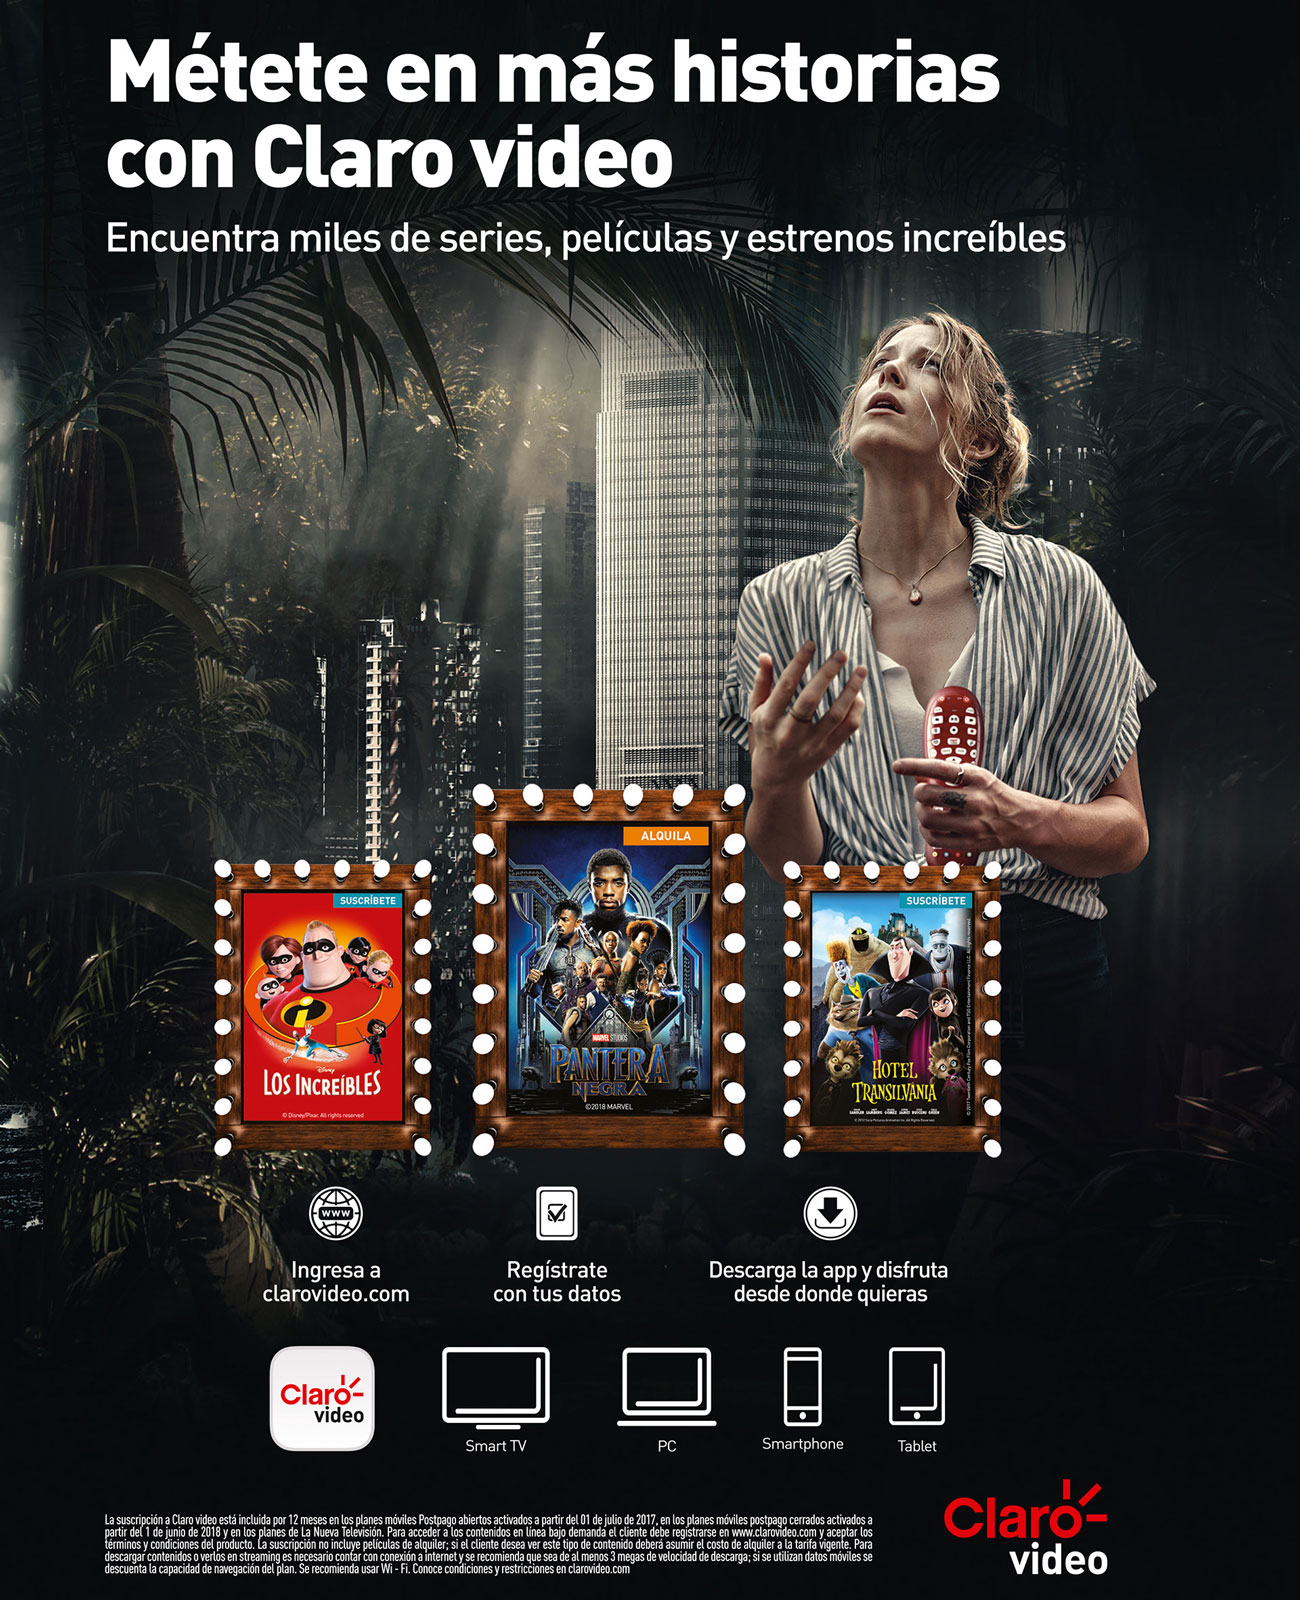 Métete en más historias
con Claro video
Encuentra miles de series, películas y estrenos increíbles
ALQUILA
SUSCRÍBETE
SUSCRÍBETE
Disney
LOS INCREÍBLES
© Disney/Pixar. All rights reserved
MARVEL STUDIOS
PANTERA
NEGRA
©2018 MARVEL
HOTEL
TRANSILVANIA
www
Ingresa a
clarovideo.com
Regístrate
con tus datos
Descarga la app y disfruta
desde donde quieras
Claro
video
Smart TV
PC
Smartphone
Tablet
La suscripción a Claro video está incluida por 12 meses en los planes móviles Postpago abiertos activados a partir del 01 de julio de 2017, en los planes móviles postpago cerrados activados a
partir del 1 de junio de 2018 y en los planes de La Nueva Televisión. Para acceder a los contenidos en línea bajo demanda el cliente debe registrarse en www.clarovideo.com y aceptar los
términos y condiciones del producto. La suscripción no incluye películas de alquiler; si el cliente desea ver este tipo de contenido deberá asumir el costo de alquiler a la tarifa vigente. Para
descargar contenidos o verlos en streaming es necesario contar con conexión a internet y se recomienda que sea de al menos 3 megas de velocidad de descarga; si se utilizan datos móviles se
descuenta la capacidad de navegación del plan. Se recomienda usar Wi - Fi. Conoce condiciones y restricciones en clarovideo.com
Claro
video